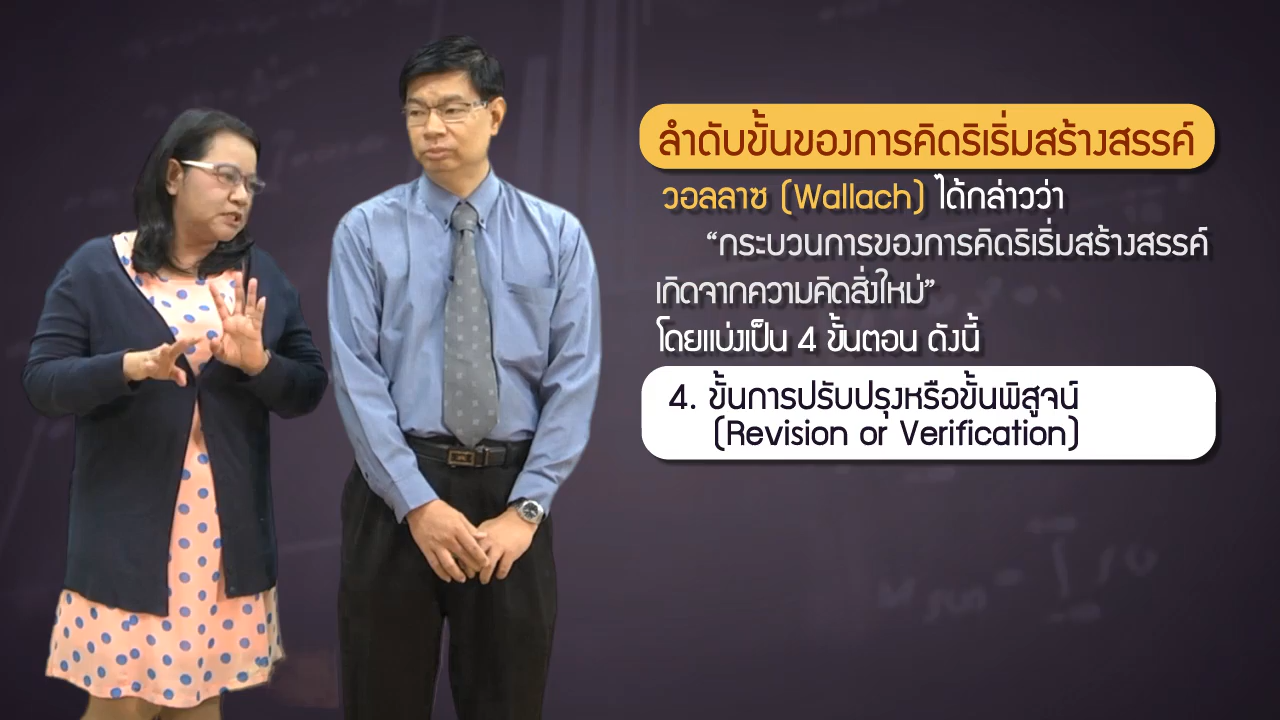 ลำดับขั้นของการคิดริเริ่มสร้างสรรค์
วอลลาซ (Wallach) ได้กล่าวว่า
“กระบวนการของการคิดริเริ่มสร้างสรรค์
เกิดจากความคิดสิ่งใหม่”
โดยแบ่งเป็น 4 ขั้นตอน ดังนี้
4. ขั้นการปรับปรุงหรือขั้นพิสูจน์
(Revision or Verification)